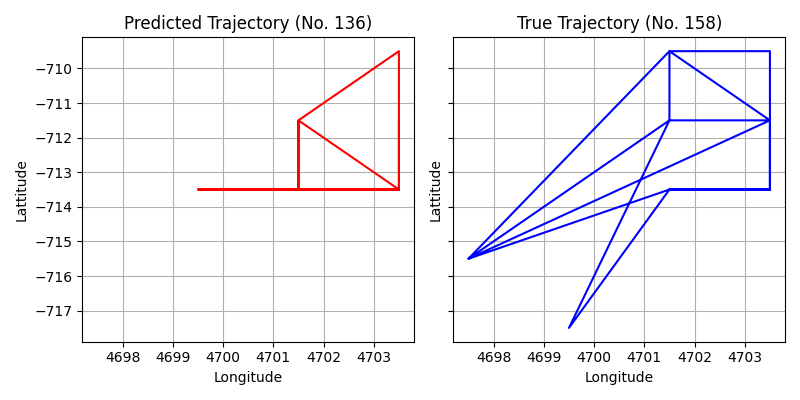 Predicted Trajectory (No. 136)
True Trajectory (No. 158)
Lattitude
−710
−711
−712
−713
−714
−715
−716
−717
4698 4699 4700 4701 4702 4703
Longitude
Lattitude
4698 4699 4700 4701 4702 4703
Longitude